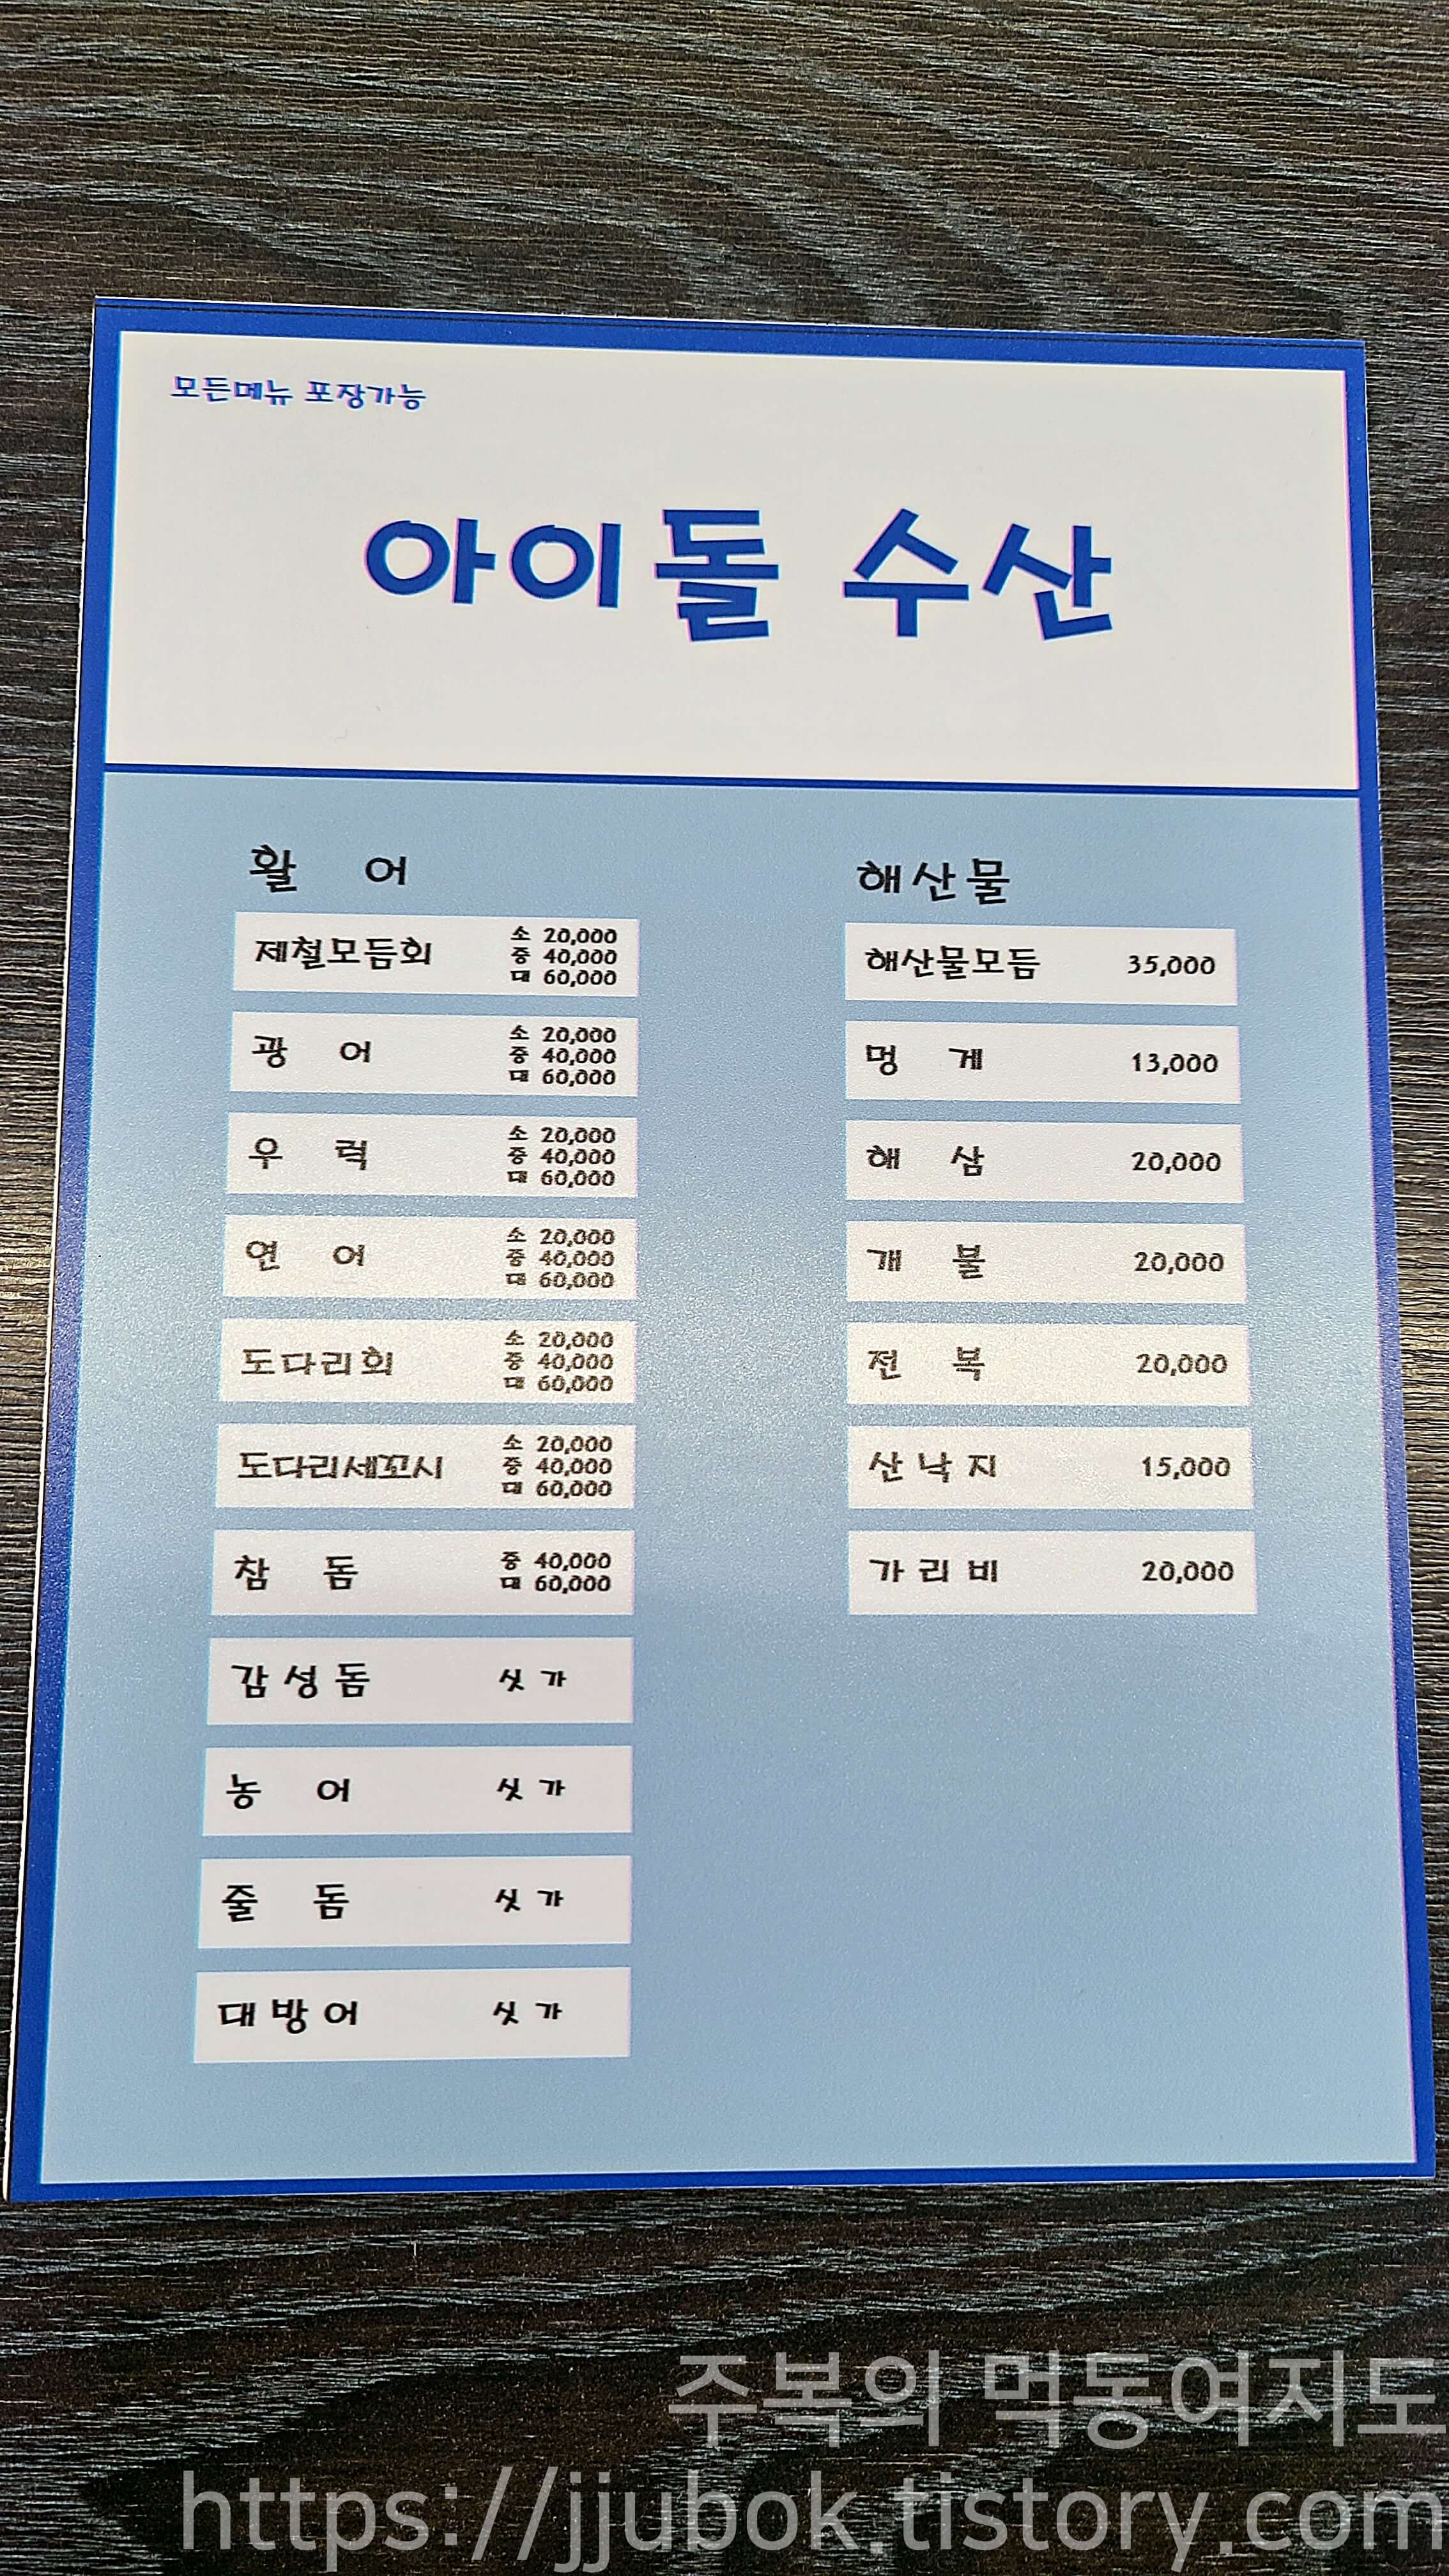 모든메뉴 포장가능
아이돌 수산
활 어
제철모듬회
소 20,000
중 40,000
대 60,000
광 어
소 20,000
중 40,000
대 60,000
우 럭
소 20,000
중 40,000
대 60,000
연 어
소 20,000
중 40,000
대 60,000
도다리회
소 20,000
중 40,000
대 60,000
도다리세꼬시
소 20,000
중 40,000
대 60,000
참 돔
중 40,000
대 60,000
감성돔 싯가
농 어 싯가
줄 돔 싯가
대방어 싯가
해산물
해산물모듬 35,000
멍 게 13,000
해 삼 20,000
개 불 20,000
전 복 20,000
산낙지 15,000
가리비 20,000
주복의 먹동여지도
https://jjubok.tistory.com